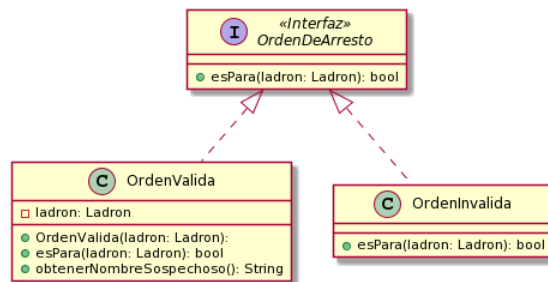 I
«Interfaz»
OrdenDeArresto
esPara(ladron: Ladron): bool
C OrdenValida
ladron: Ladron
OrdenValida(ladron: Ladron):
esPara(ladron: Ladron): bool
obtenerNombreSospechoso(): String
C OrdenInvalida
esPara(ladron: Ladron): bool